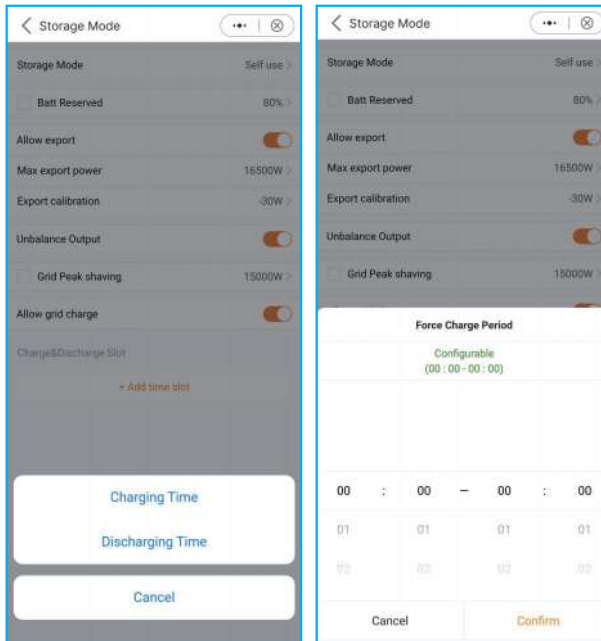 Storage Mode
Storage Mode Self use >
Batt Reserved 80% >
Allow export
Max export power 16500W >
Export calibration -30W >
Unbalance Output
Grid Peak shaving 15000W >
Allow grid charge
Charge&Discharge Slot
+ Add time slot
Charging Time
Discharging Time
Cancel
Storage Mode
Storage Mode Self use >
Batt Reserved 80% >
Allow export
Max export power 16500W >
Export calibration -30W >
Unbalance Output
Grid Peak shaving 15000W >
Force Charge Period
Configurable
(00 : 00 - 00 : 00)
00 : 00 – 00 : 00
01 01 01 01
02 02 02 02
Cancel Confirm